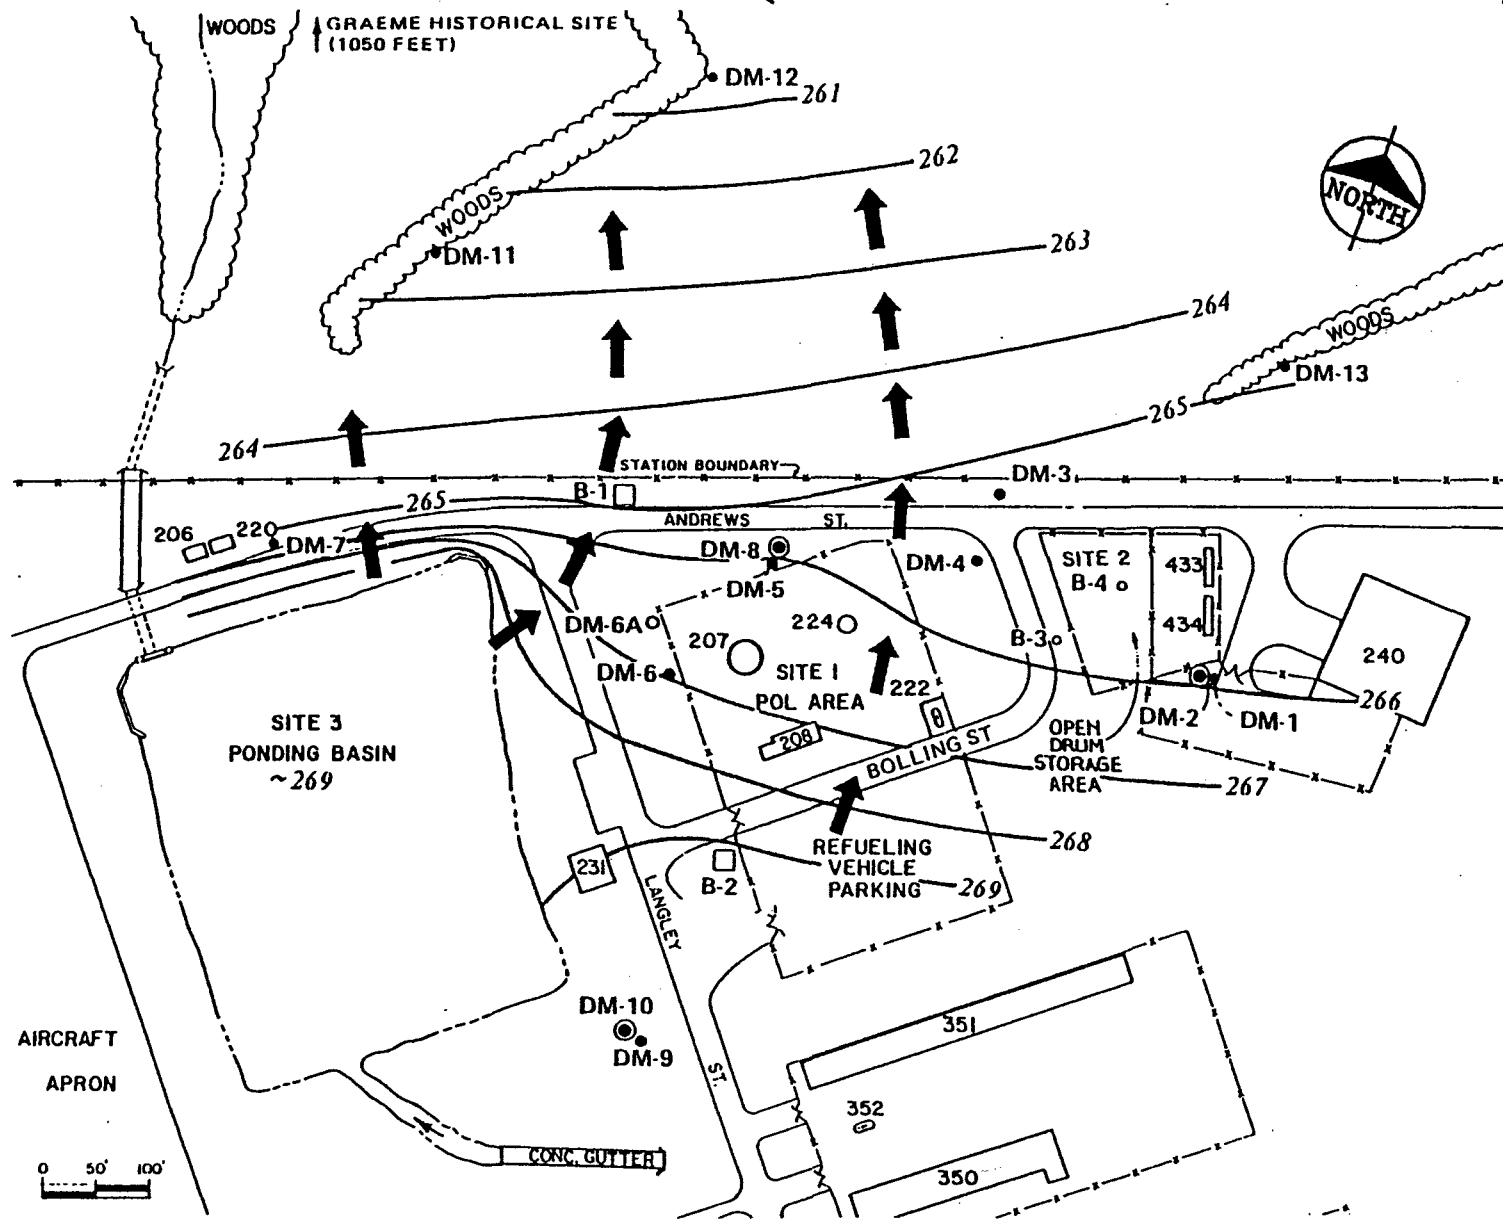 WOODS
GRAEME HISTORICAL SITE
(1050 FEET)
DM-12
261
262
NORTH
WOODS
DM-11
263
264
WOODS
DM-13
265
264
STATION BOUNDARY
DM-3
B-1
265
ANDREWS ST.
206
220
DM-7
DM-8
DM-4
SITE 2
433
B-4
DM-5
DM-6A
224
434
B-3
207
240
DM-6
SITE 1
222
POL AREA
266
DM-2
DM-1
SITE 3
PONDING BASIN
~269
208
BOLLING ST
OPEN
DRUM
STORAGE
AREA
267
268
REFUELING
VEHICLE
PARKING
269
231
B-2
LANGLEY
ST.
DM-10
DM-9
351
AIRCRAFT
APRON
352
350
CONC. GUTTER
0 50' 100'